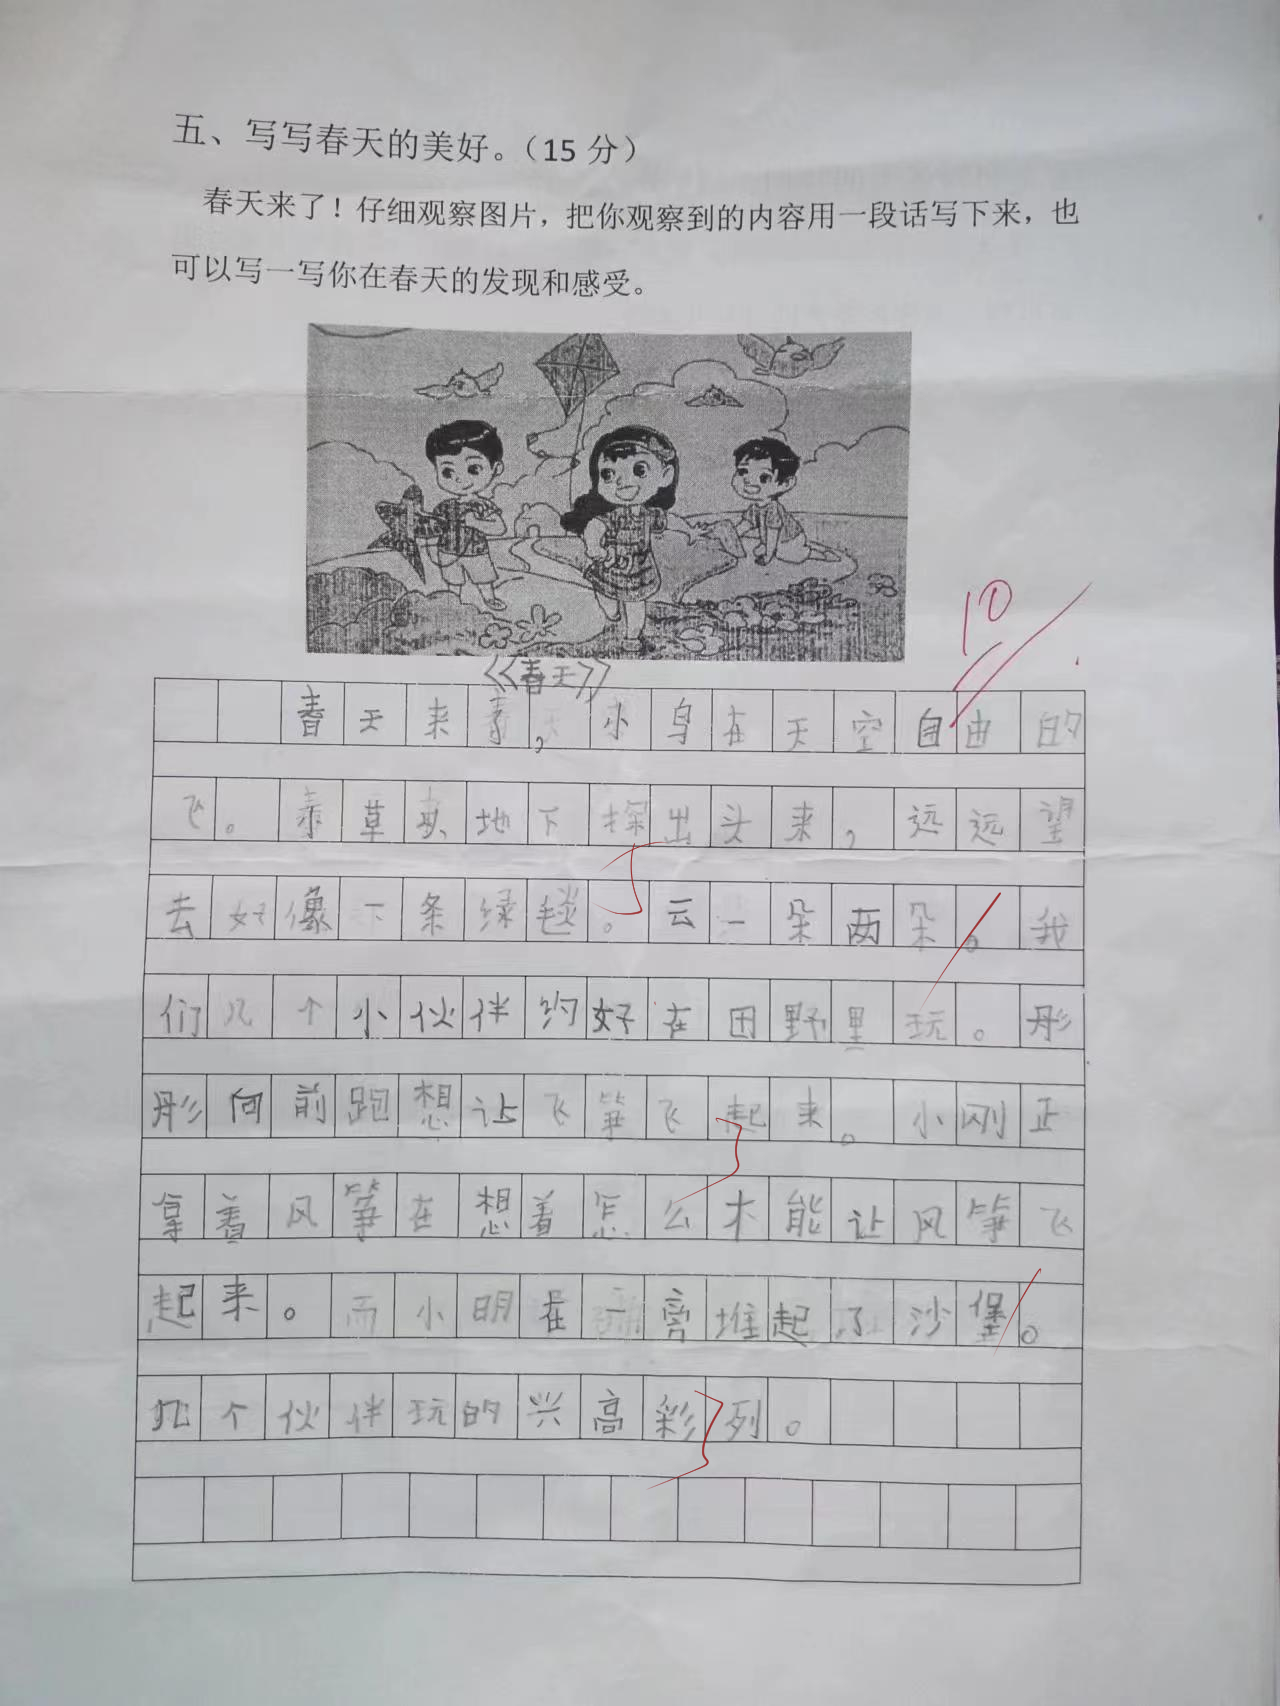 五、写写春天的美好。（15 分）
春天来了！仔细观察图片，把你观察到的内容用一段话写下来，也
可以写一写你在春天的发现和感受。
10
《春天》
春天来，小鸟在天空自由的
飞。草地下探出头来，远远望
去好像一条绿毯。云一朵两朵。我
们几个小伙伴约好在田野里玩。彤
彤向前跑想让飞筝飞起来。小刚正
拿着风筝在想着怎么才能让风筝飞
起来。而小明在一旁堆起了沙堡。
几个伙伴玩的兴高彩列。